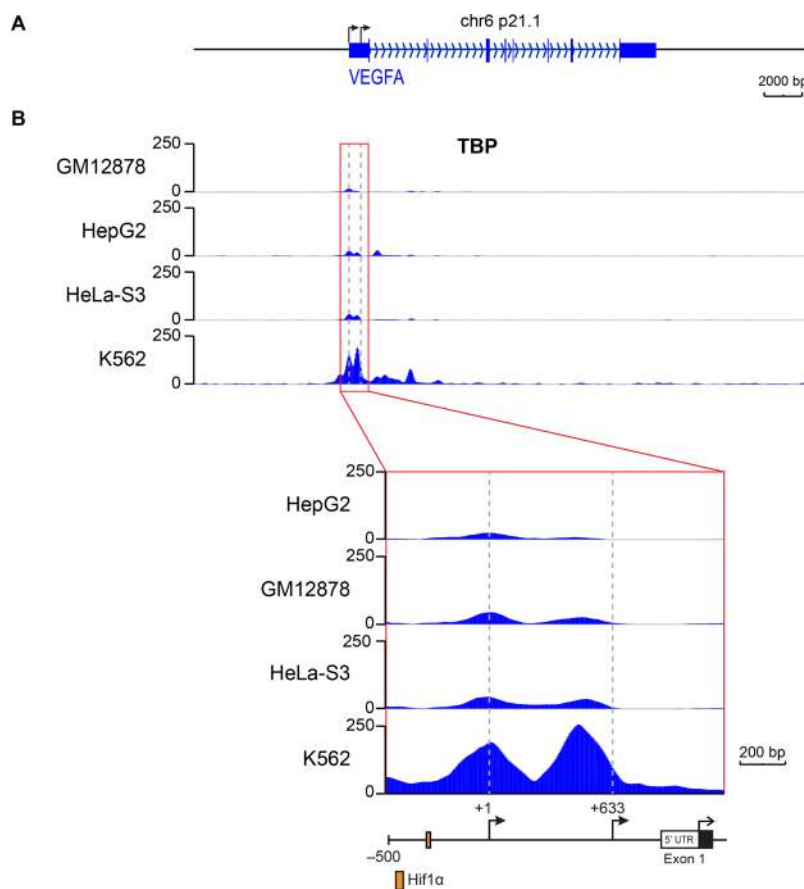 A
chr6 p21.1
VEGFA
2000 bp
B
TBP
250
GM12878
0
250
HepG2
0
250
HeLa-S3
0
250
K562
0
250
HepG2
0
250
GM12878
0
250
HeLa-S3
0
250
K562
200 bp
0
+1
+633
5' UTR
–500
Exon 1
Hif1α